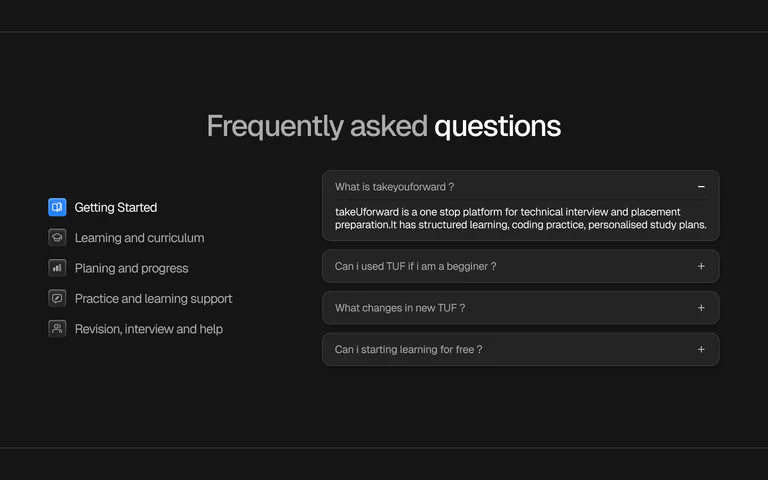 Frequently asked questions
Getting Started
Learning and curriculum
Planing and progress
Practice and learning support
Revision, interview and help
What is takeyouforward ?
takeUforward is a one stop platform for technical interview and placement
preparation.It has structured learning, coding practice, personalised study plans.
Can i used TUF if i am a begginer ?
What changes in new TUF ?
Can i starting learning for free ?